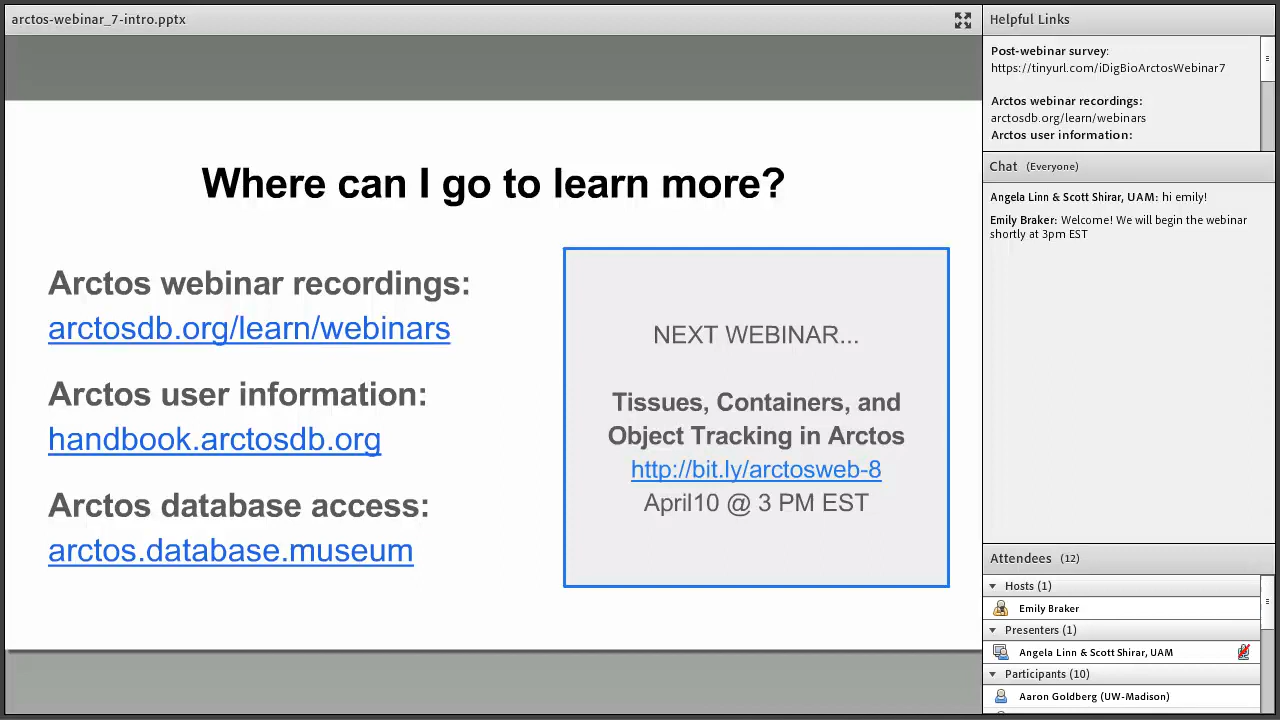 arctos-webinar_7-intro.pptx
Where can I go to learn more?
Arctos webinar recordings:
arctosdb.org/learn/webinars
Arctos user information:
handbook.arctosdb.org
Arctos database access:
arctos.database.museum
NEXT WEBINAR...
Tissues, Containers, and
Object Tracking in Arctos
http://bit.ly/arctosweb-8
April10 @ 3 PM EST
Helpful Links
Post-webinar survey:
https://tinyurl.com/iDigBioArctosWebinar7
Arctos webinar recordings:
arctosdb.org/learn/webinars
Arctos user information:
Chat (Everyone)
Angela Linn & Scott Shirar, UAM: hi emily!
Emily Braker: Welcome! We will begin the webinar
shortly at 3pm EST
Attendees (12)
Hosts (1)
Emily Braker
Presenters (1)
Angela Linn & Scott Shirar, UAM
Participants (10)
Aaron Goldberg (UW-Madison)